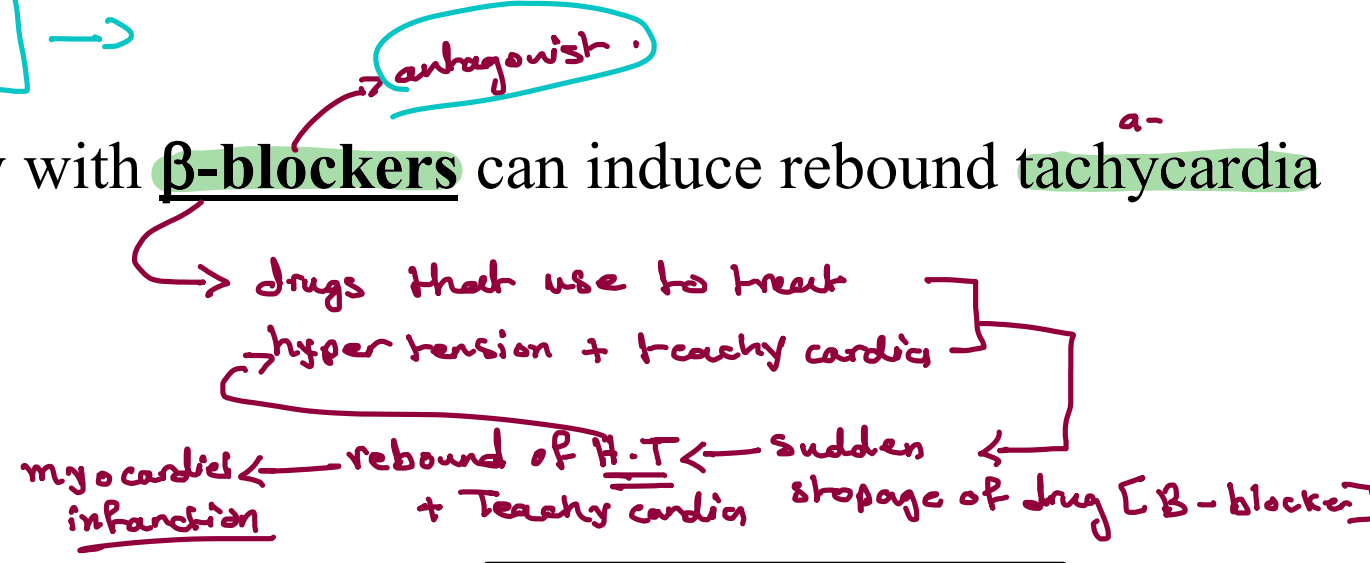 antagonist.
a-
with β-blockers can induce rebound tachycardia
drugs that use to treat
hyper tension + teachy cardia
myocardial ← rebound of H.T ← sudden
infarction + Teachy cardia stopage of drug [B-blocker]